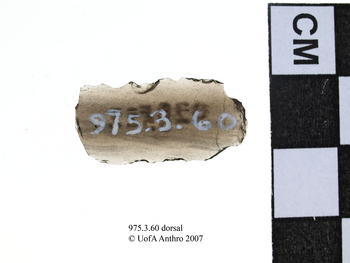 975.3.60
CM
975.3.60 dorsal
© UofA Anthro 2007